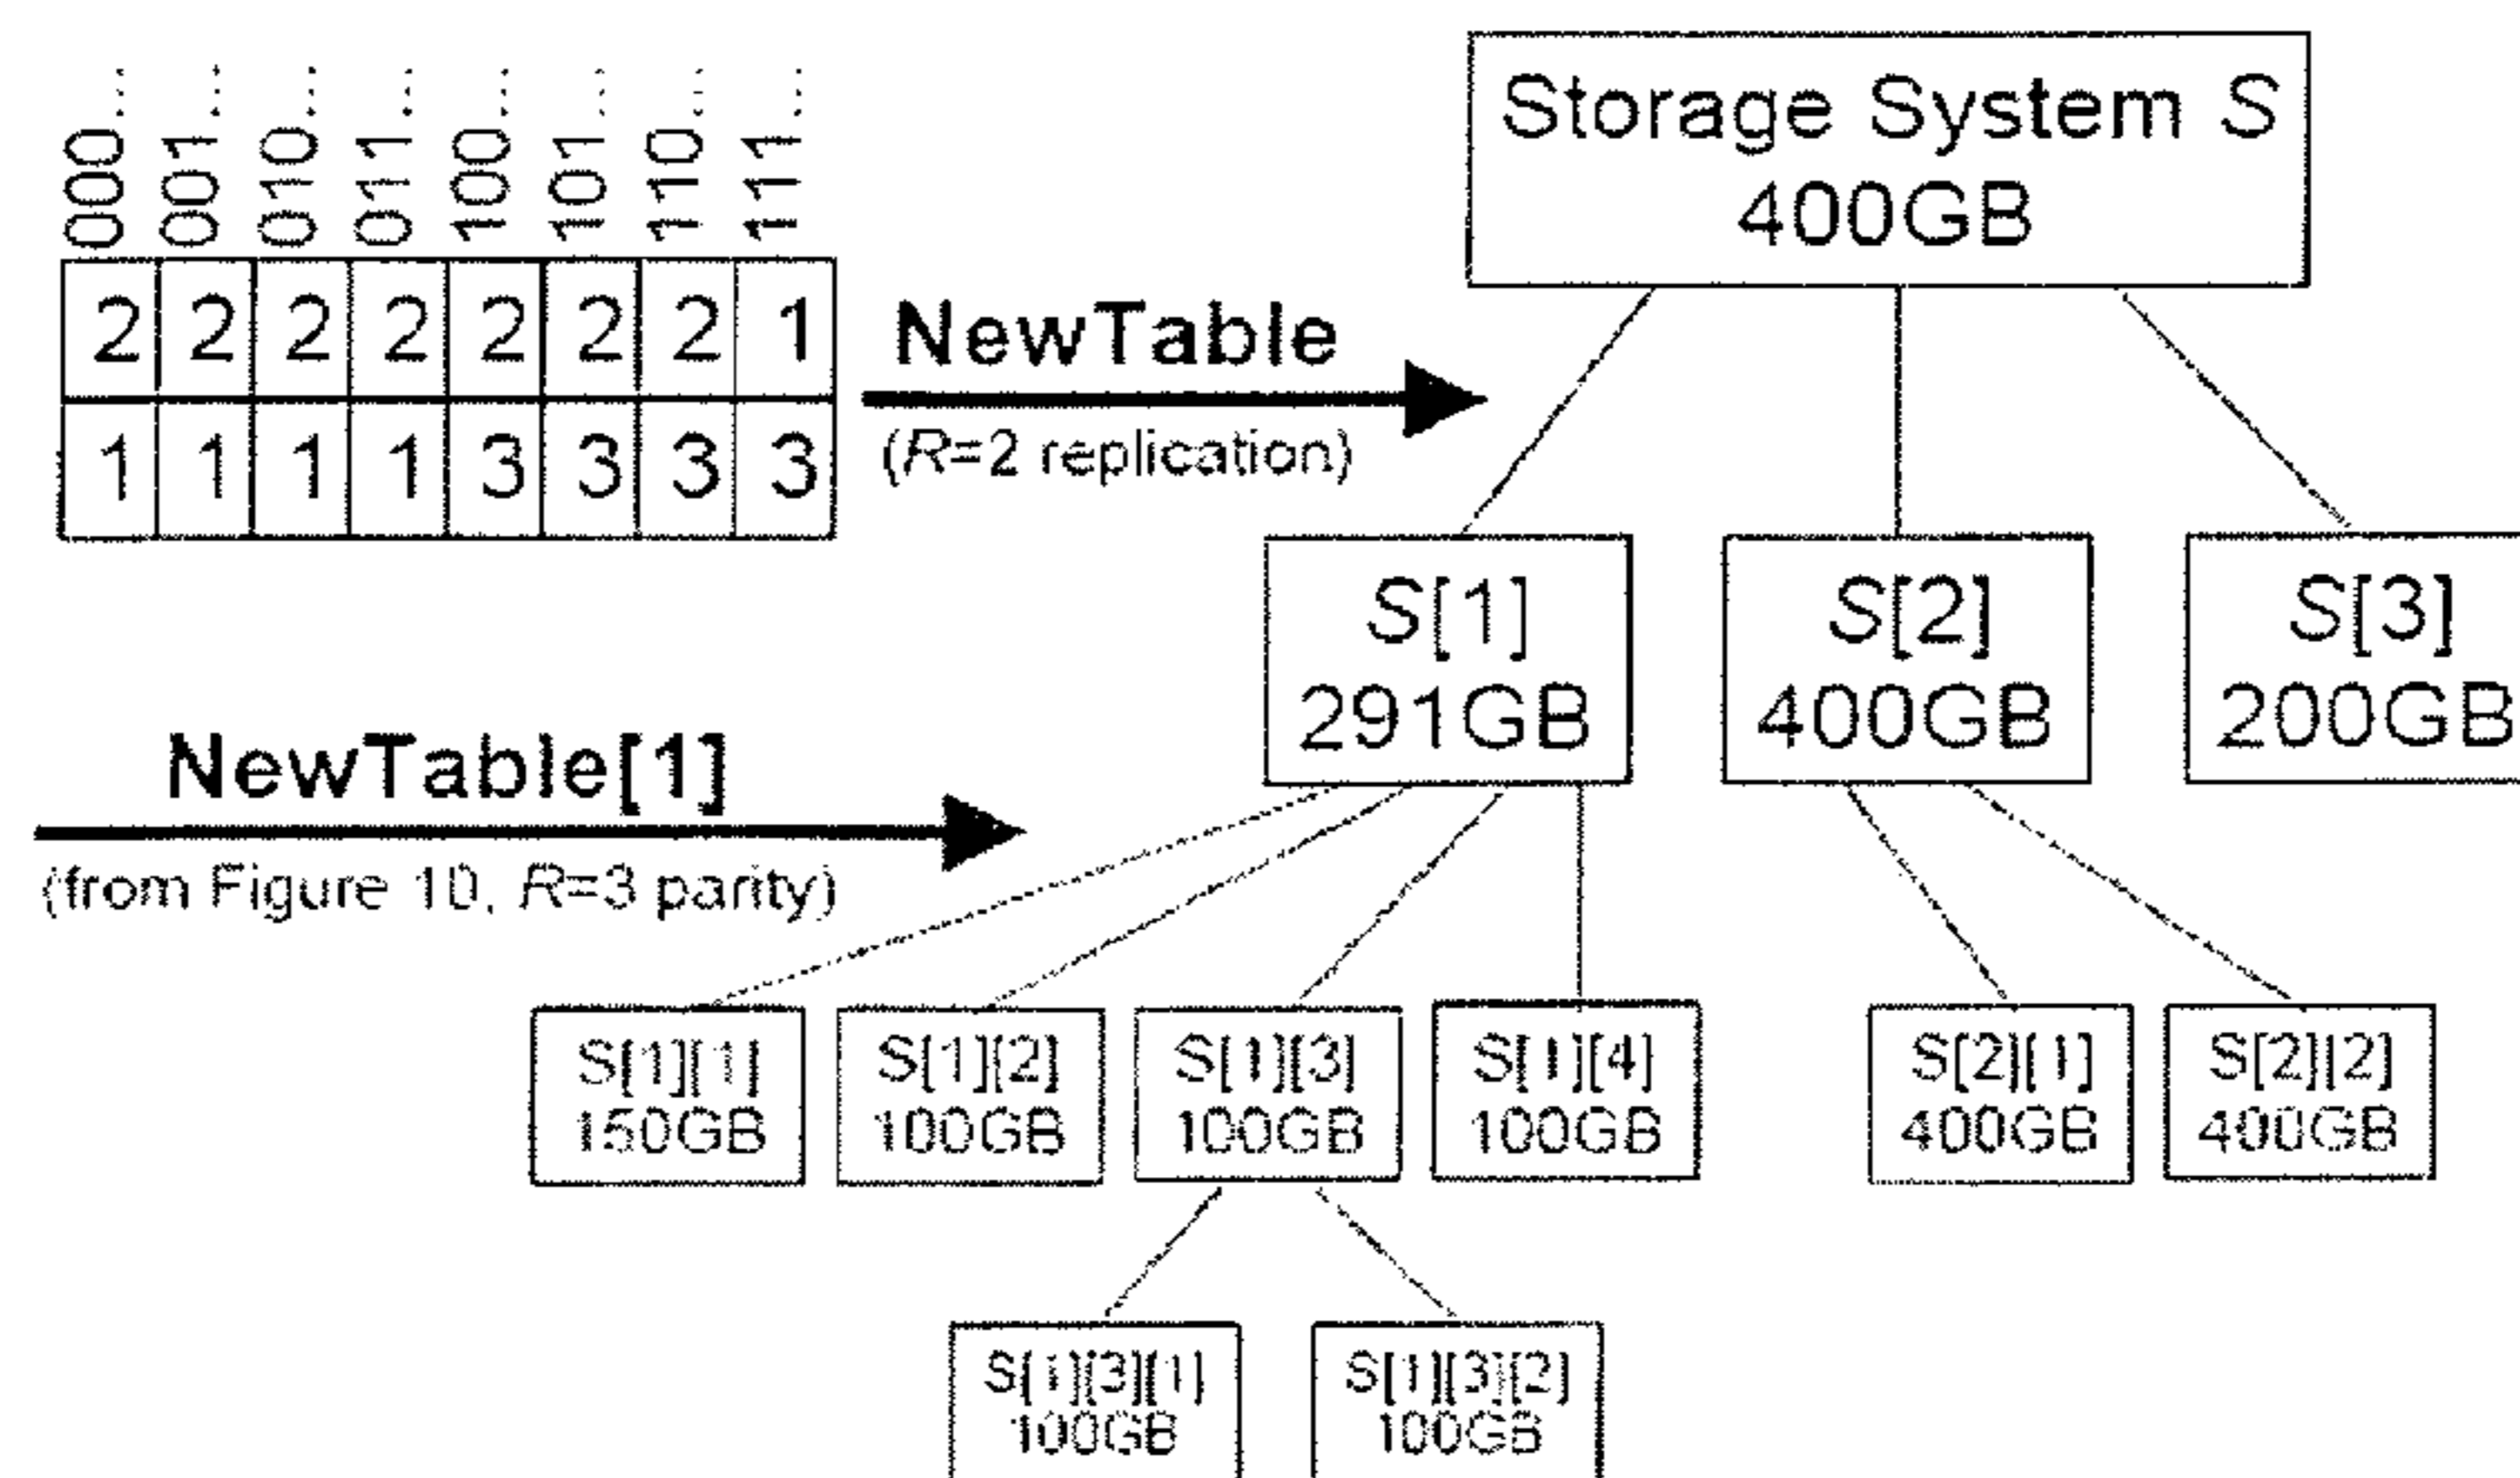 000... 001... 010... 011... 100... 101... 110... 111...
2 2 2 2 2 2 2 1
1 1 1 1 3 3 3 3
NewTable
(R=2 replication)
Storage System S
400GB
S[1]
291GB
S[2]
400GB
S[3]
200GB
NewTable[1]
(from Figure 10, R=3 parity)
S[1][1]
150GB
S[1][2]
100GB
S[1][3]
100GB
S[1][4]
100GB
S[2][1]
400GB
S[2][2]
400GB
S[1][3][1]
100GB
S[1][3][2]
100GB